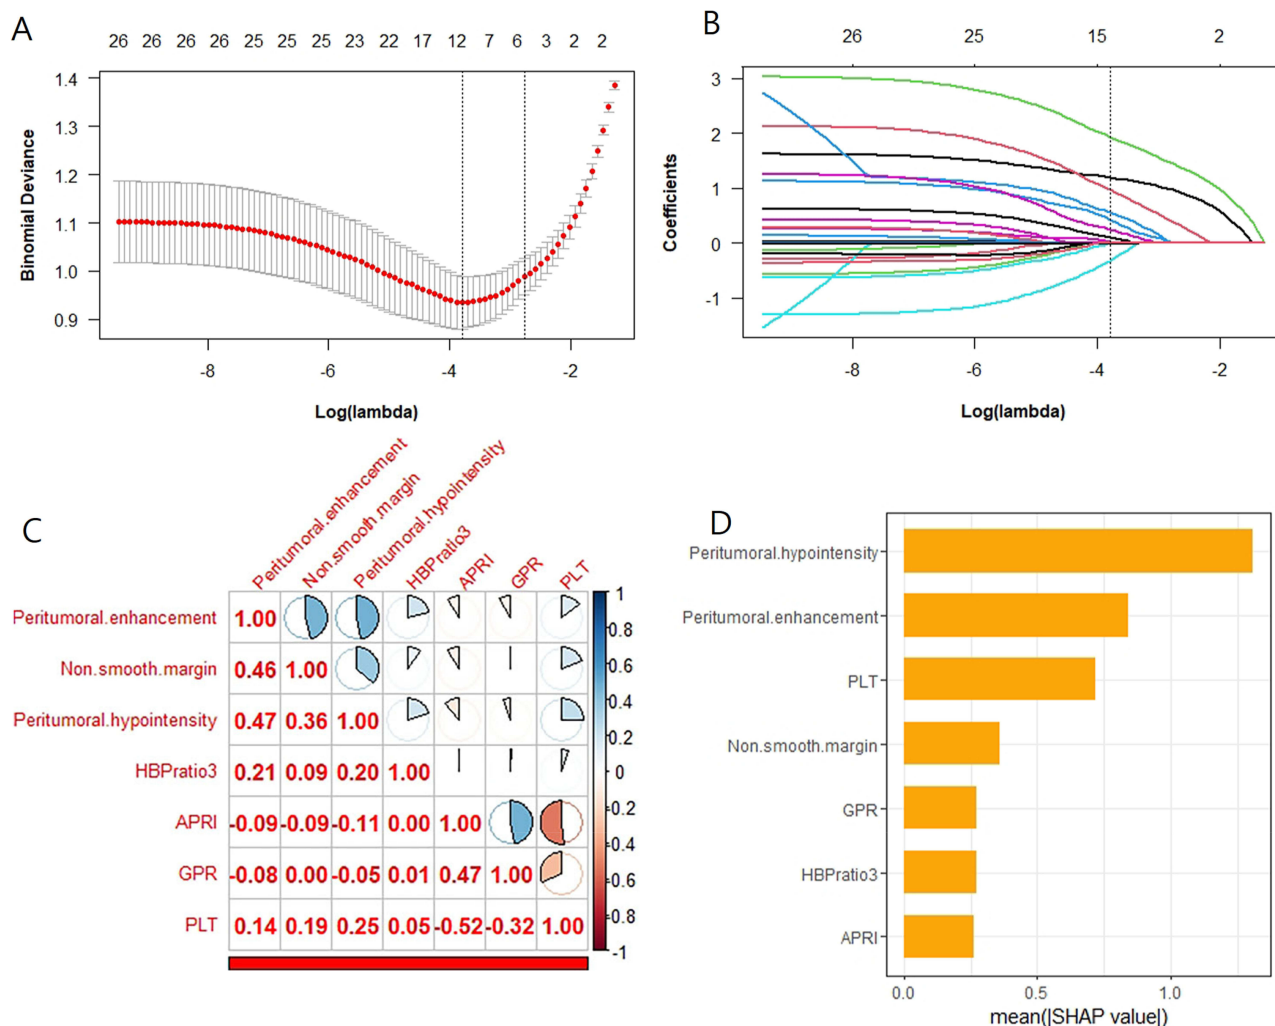 A
26 26 26 26 25 25 25 23 22 17 12 7 6 3 2 2
1.4
1.3
1.2
1.1
1.0
0.9
Binomial Deviance
-8 -6 -4 -2
Log(lambda)
B
26 25 15 2
3
2
1
0
-1
Coefficients
-8 -6 -4 -2
Log(lambda)
C
Peritumoral.enhancement
Non.smooth.margin
Peritumoral.hypointensity
HBPratio3
APRI
GPR
PLT
Peritumoral.enhancement 1.00
Non.smooth.margin 0.46 1.00
Peritumoral.hypointensity 0.47 0.36 1.00
HBPratio3 0.21 0.09 0.20 1.00
APRI -0.09 -0.09 -0.11 0.00 1.00
GPR -0.08 0.00 -0.05 0.01 0.47 1.00
PLT 0.14 0.19 0.25 0.05 -0.52 -0.32 1.00
1
0.8
0.6
0.4
0.2
0
-0.2
-0.4
-0.6
-0.8
-1
D
Peritumoral.hypointensity
Peritumoral.enhancement
PLT
Non.smooth.margin
GPR
HBPratio3
APRI
0.0 0.5 1.0
mean(|SHAP value|)